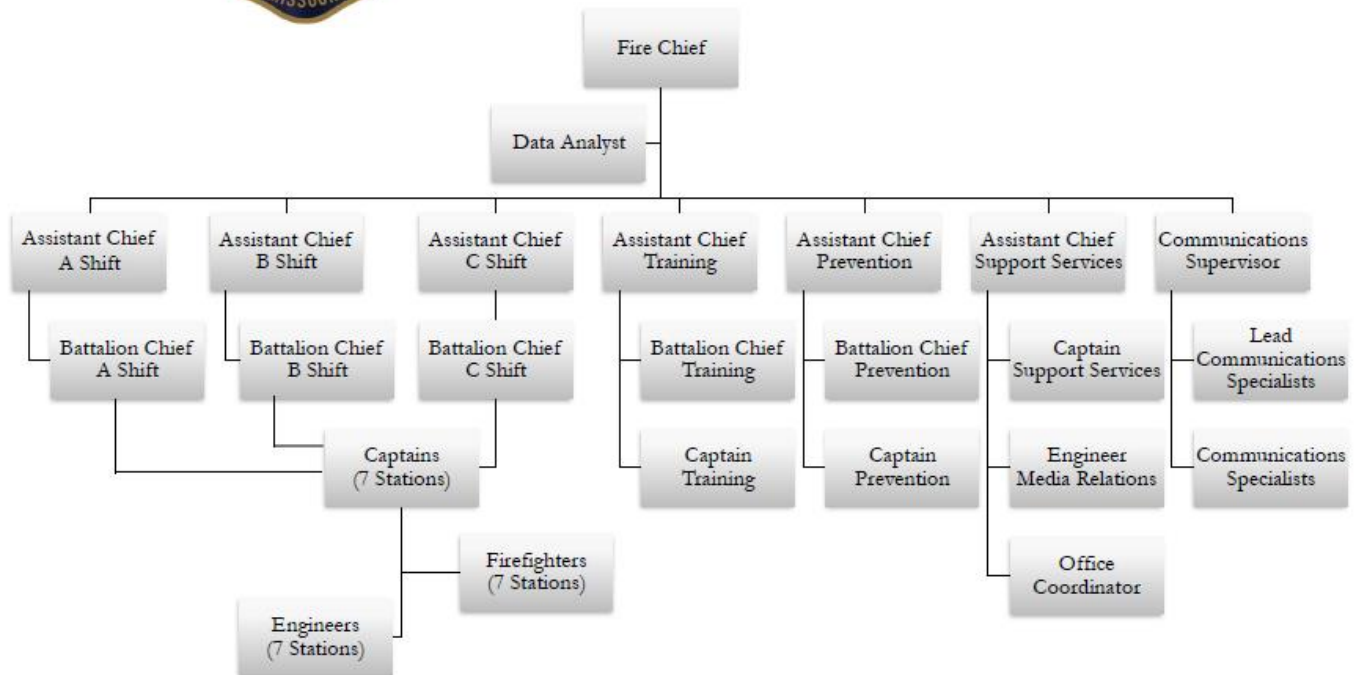 Fire Chief
Data Analyst
Assistant Chief
A Shift
Assistant Chief
B Shift
Assistant Chief
C Shift
Assistant Chief
Training
Assistant Chief
Prevention
Assistant Chief
Support Services
Communications
Supervisor
Battalion Chief
A Shift
Battalion Chief
B Shift
Battalion Chief
C Shift
Battalion Chief
Training
Battalion Chief
Prevention
Captain
Support Services
Lead
Communications
Specialists
Captains
(7 Stations)
Captain
Training
Captain
Prevention
Engineer
Media Relations
Communications
Specialists
Firefighters
(7 Stations)
Office
Coordinator
Engineers
(7 Stations)